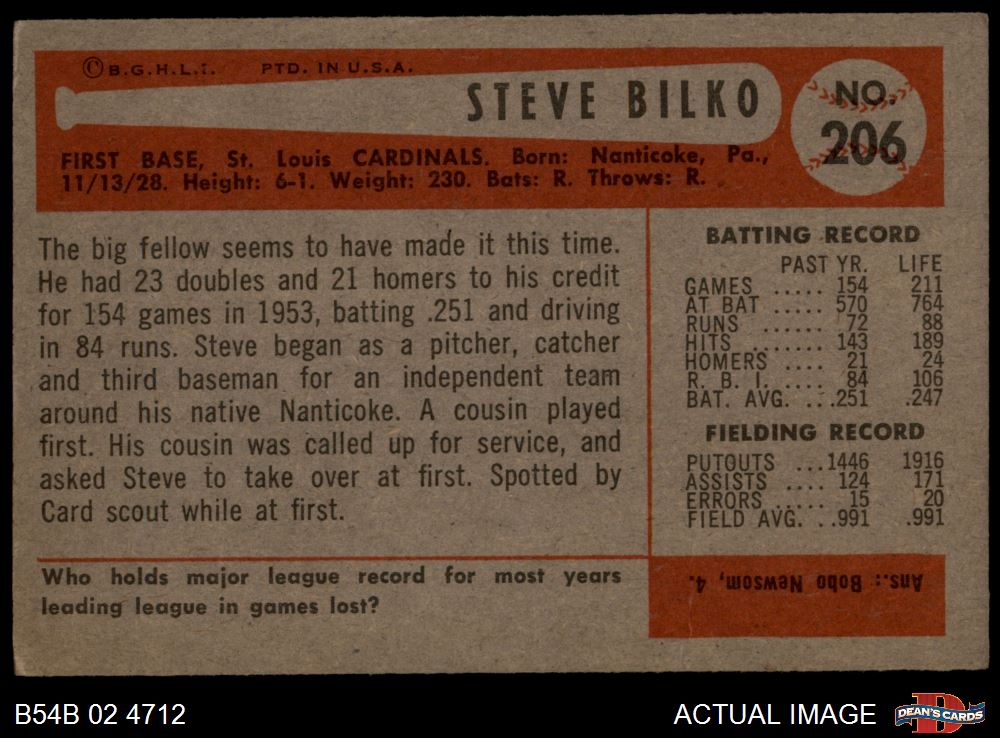 ©B.G.H.L.I. PTD. IN U.S.A.
STEVE BILKO
NO.
206
FIRST BASE, St. Louis CARDINALS. Born: Nanticoke, Pa.,
11/13/28. Height: 6-1. Weight: 230. Bats: R. Throws: R.
The big fellow seems to have made it this time.
He had 23 doubles and 21 homers to his credit
for 154 games in 1953, batting .251 and driving
in 84 runs. Steve began as a pitcher, catcher
and third baseman for an independent team
around his native Nanticoke. A cousin played
first. His cousin was called up for service, and
asked Steve to take over at first. Spotted by
Card scout while at first.
BATTING RECORD
PAST YR. LIFE
GAMES ..... 154 211
AT BAT ..... 570 764
RUNS ...... 72 88
HITS ....... 143 189
HOMERS ..... 21 24
R. B. I. .... 84 106
BAT. AVG. ...251 .247
FIELDING RECORD
PUTOUTS ...1446 1916
ASSISTS .... 124 171
ERRORS ..... 15 20
FIELD AVG. ..991 .991
Who holds major league record for most years
leading league in games lost?
Ans.: Bobo Newsom, 4.
B54B 02 4712
ACTUAL IMAGE
DEAN'S CARDS